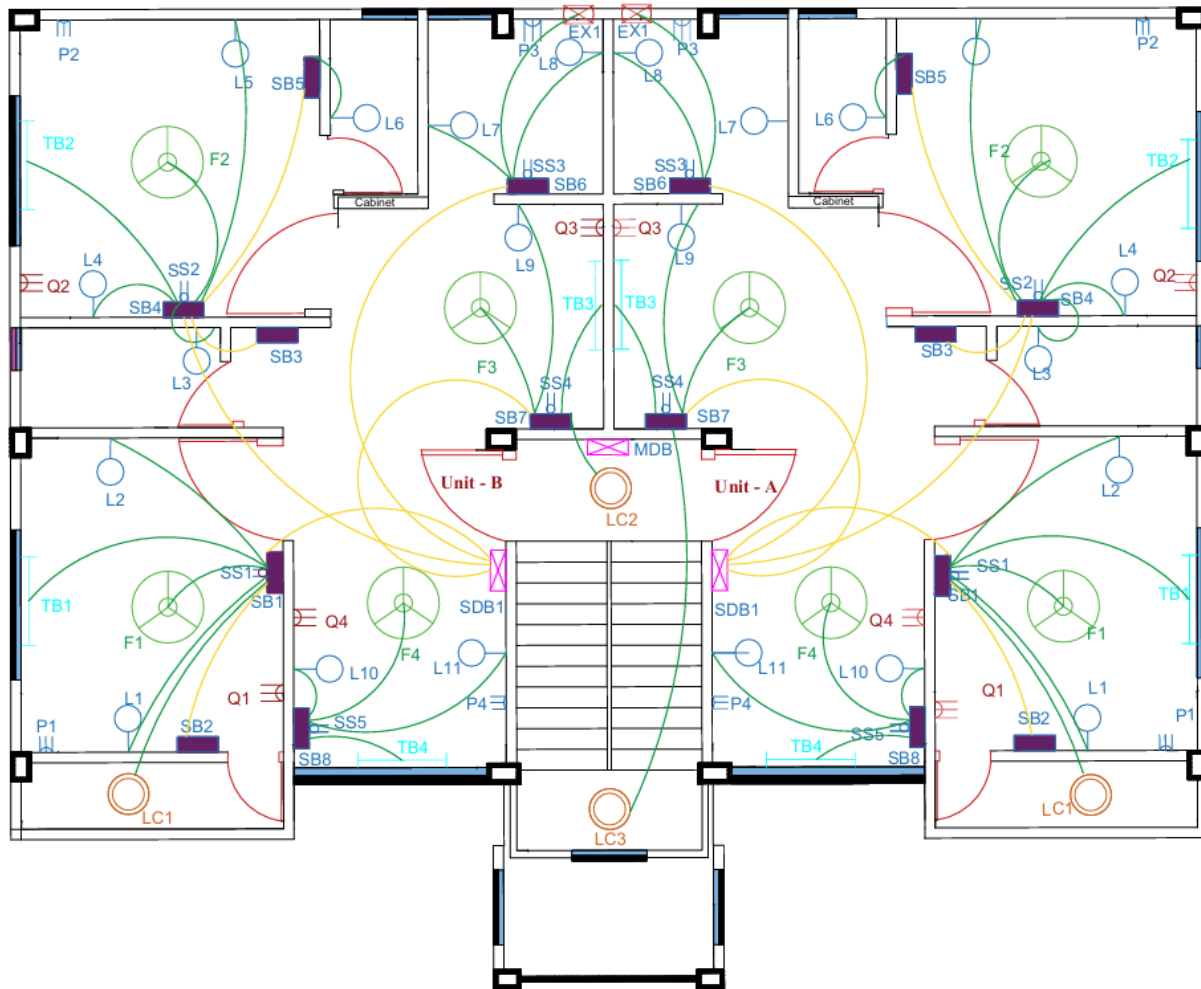 P2
L5
SB5
L6
L7
P3
EX1
L8
EX1
P3
L8
L7
SB5
L6
P2
TB2
F2
SS3
SB6
SS3
SB6
F2
TB2
Cabinet
Cabinet
Q2
L4
SS2
SB4
L9
Q3
Q3
L9
SS2
SB4
L4
Q2
TB3
TB3
L3
SB3
F3
F3
SB3
L3
SS4
SB7
SS4
SB7
MDB
L2
Unit - B
LC2
Unit - A
L2
TB1
SS1
SB1
SDB1
SDB1
SS1
SB1
TB1
F1
Q4
F4
F4
Q4
F1
L10
L11
L11
L10
P1
L1
Q1
SB2
SS5
P4
P4
SS5
Q1
SB2
L1
P1
SB8
TB4
TB4
SB8
LC1
LC3
LC1